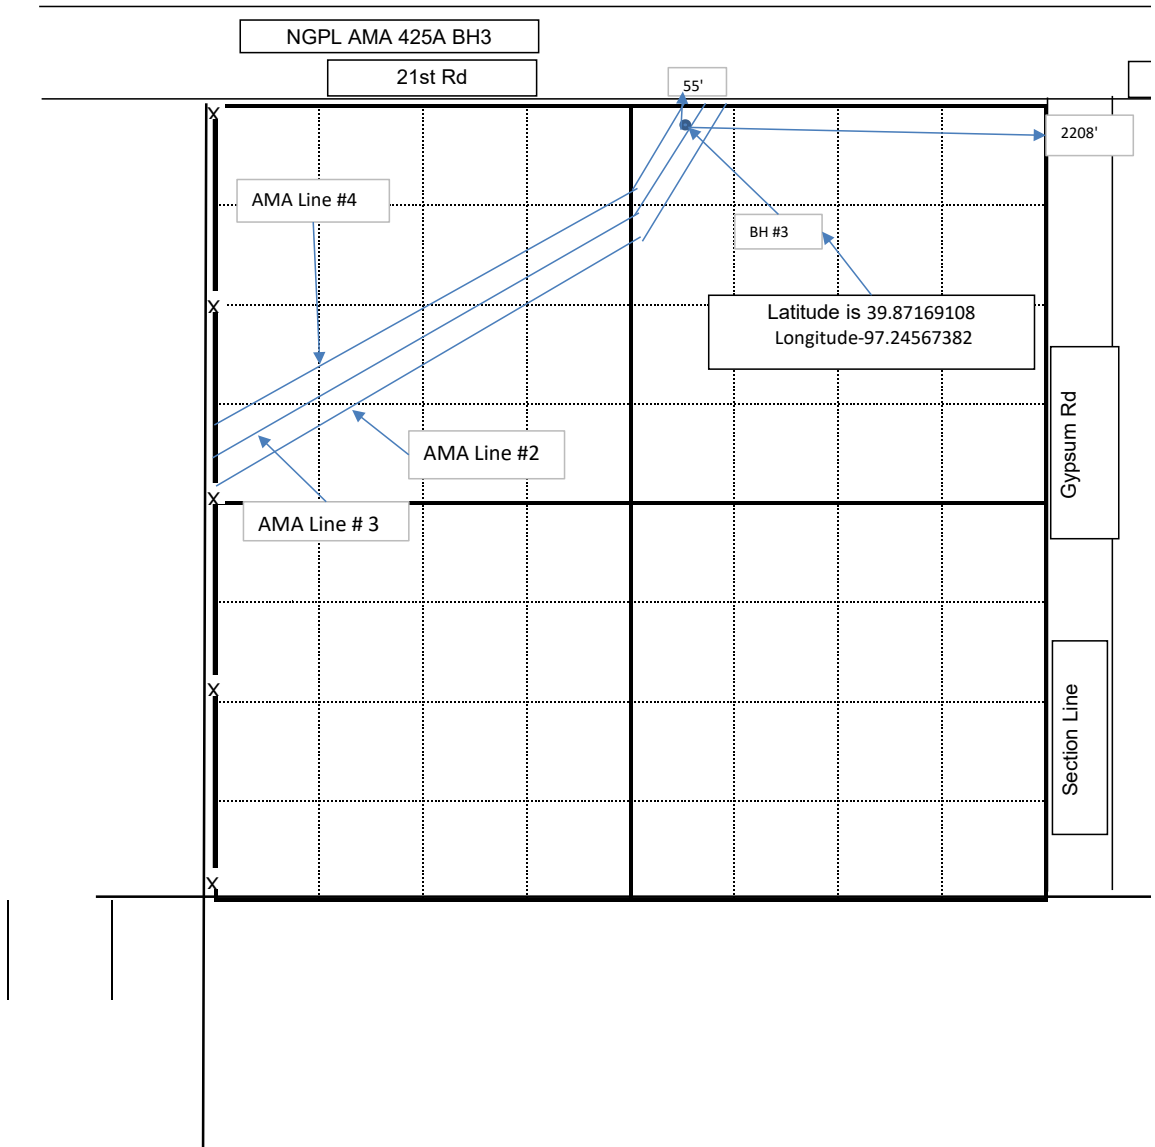 NGPL AMA 425A BH3
21st Rd
55'
X
2208'
AMA Line #4
BH #3
Latitude is 39.87169108
Longitude-97.24567382
X
Gypsum Rd
AMA Line #2
X
AMA Line # 3
Section Line
X
X